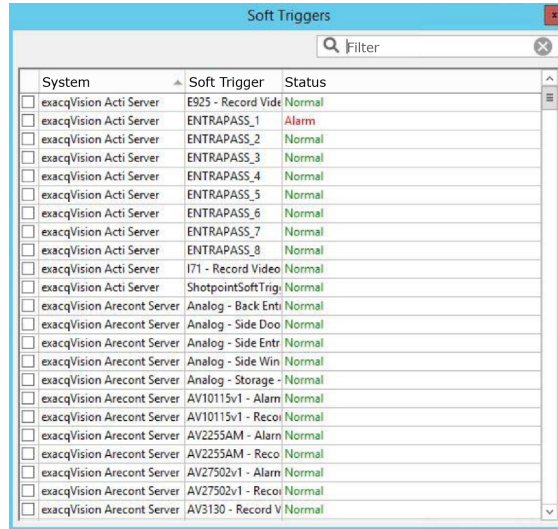 Soft Triggers
Filter
System Soft Trigger Status
exacqVision Acti Server E925 - Record Vide Normal
exacqVision Acti Server ENTRAPASS_1 Alarm
exacqVision Acti Server ENTRAPASS_2 Normal
exacqVision Acti Server ENTRAPASS_3 Normal
exacqVision Acti Server ENTRAPASS_4 Normal
exacqVision Acti Server ENTRAPASS_5 Normal
exacqVision Acti Server ENTRAPASS_6 Normal
exacqVision Acti Server ENTRAPASS_7 Normal
exacqVision Acti Server ENTRAPASS_8 Normal
exacqVision Acti Server I71 - Record Video Normal
exacqVision Acti Server ShotpointSoftTrig Normal
exacqVision Arecont Server Analog - Back Entr Normal
exacqVision Arecont Server Analog - Side Doo Normal
exacqVision Arecont Server Analog - Side Entr Normal
exacqVision Arecont Server Analog - Side Win Normal
exacqVision Arecont Server Analog - Storage - Normal
exacqVision Arecont Server AV10115v1 - Alarm Normal
exacqVision Arecont Server AV10115v1 - Recor Normal
exacqVision Arecont Server AV2255AM - Alarm Normal
exacqVision Arecont Server AV2255AM - Reco Normal
exacqVision Arecont Server AV27502v1 - Alarm Normal
exacqVision Arecont Server AV27502v1 - Recor Normal
exacqVision Arecont Server AV3130 - Record V Normal